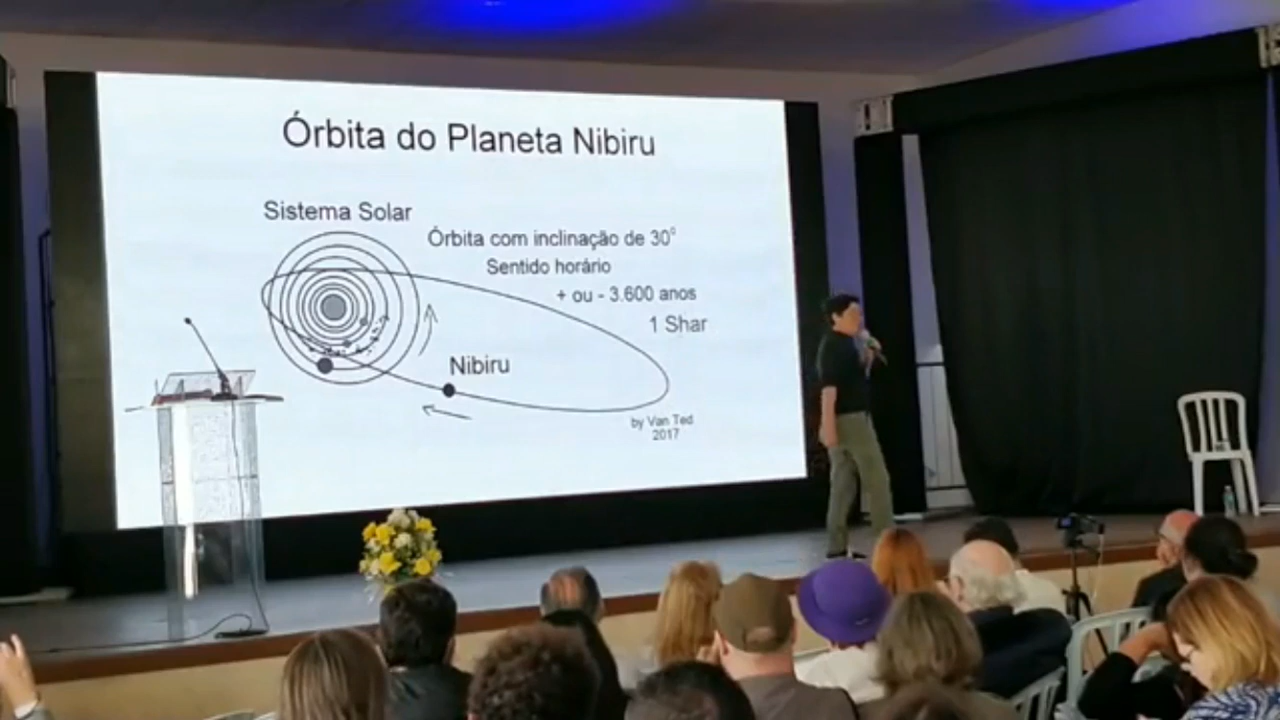 Órbita do Planeta Nibiru
Sistema Solar
Órbita com inclinação de 30°
Sentido horário
+ ou - 3.600 anos
1 Shar
Nibiru
by Van Ted
2017